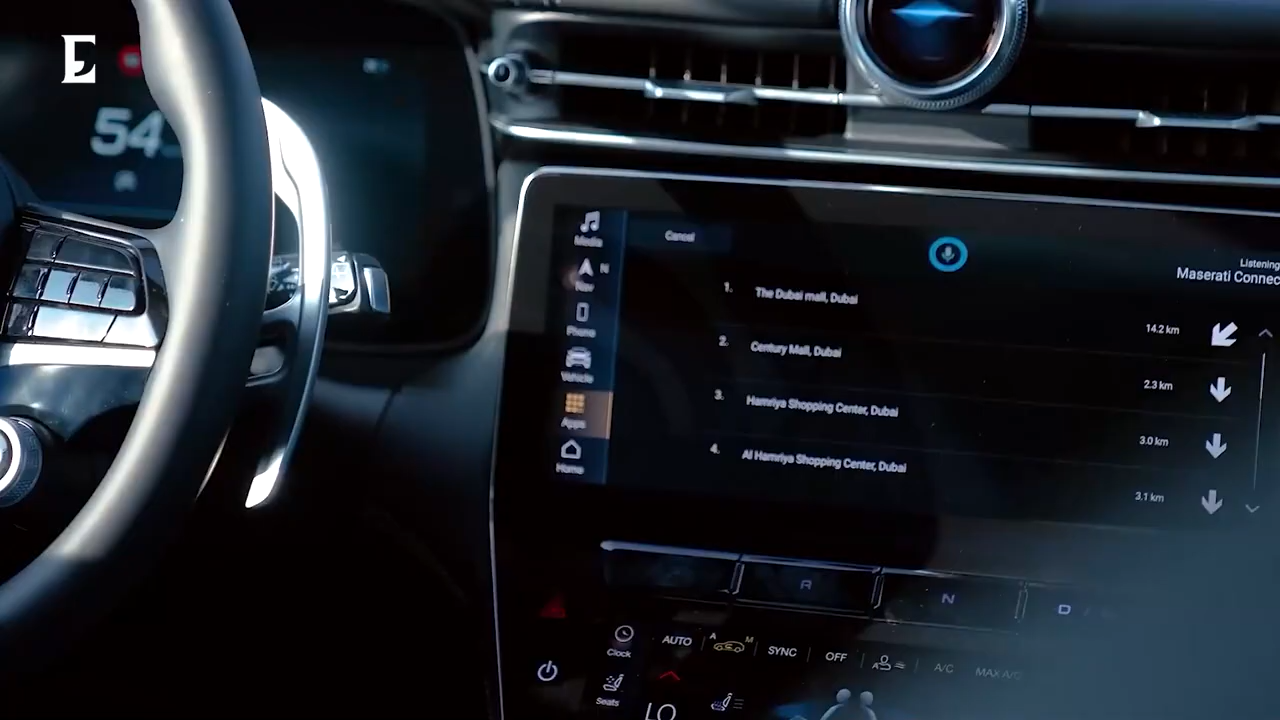 E
54
Media
Cancel
N
Nav
Phone
Vehicle
Apps
Home
Listening
Maserati Connec
1. The Dubai mall, Dubai
14.2 km
2. Century Mall, Dubai
2.3 km
3. Hamriya Shopping Center, Dubai
3.0 km
4. Al Hamriya Shopping Center, Dubai
3.1 km
R N D
Clock
AUTO
A M
SYNC
OFF
A
A/C
MAX A/C
Seats
LO